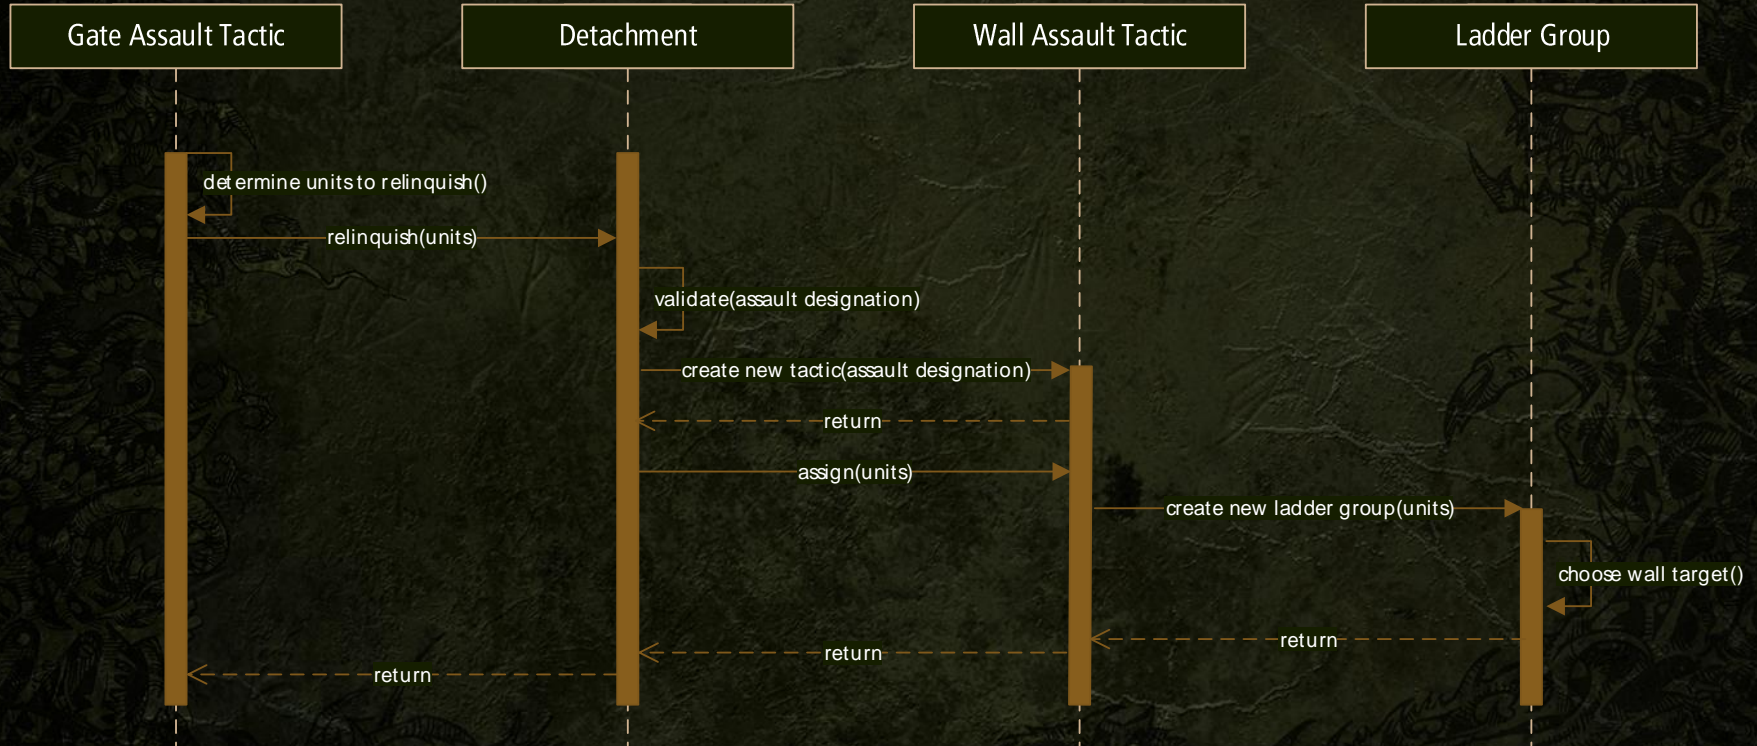 Gate Assault Tactic
Detachment
Wall Assault Tactic
Ladder Group
determine units to relinquish()
relinquish(units)
validate(assault designation)
create new tactic(assault designation)
return
assign(units)
create new ladder group(units)
choose wall target()
return
return
return